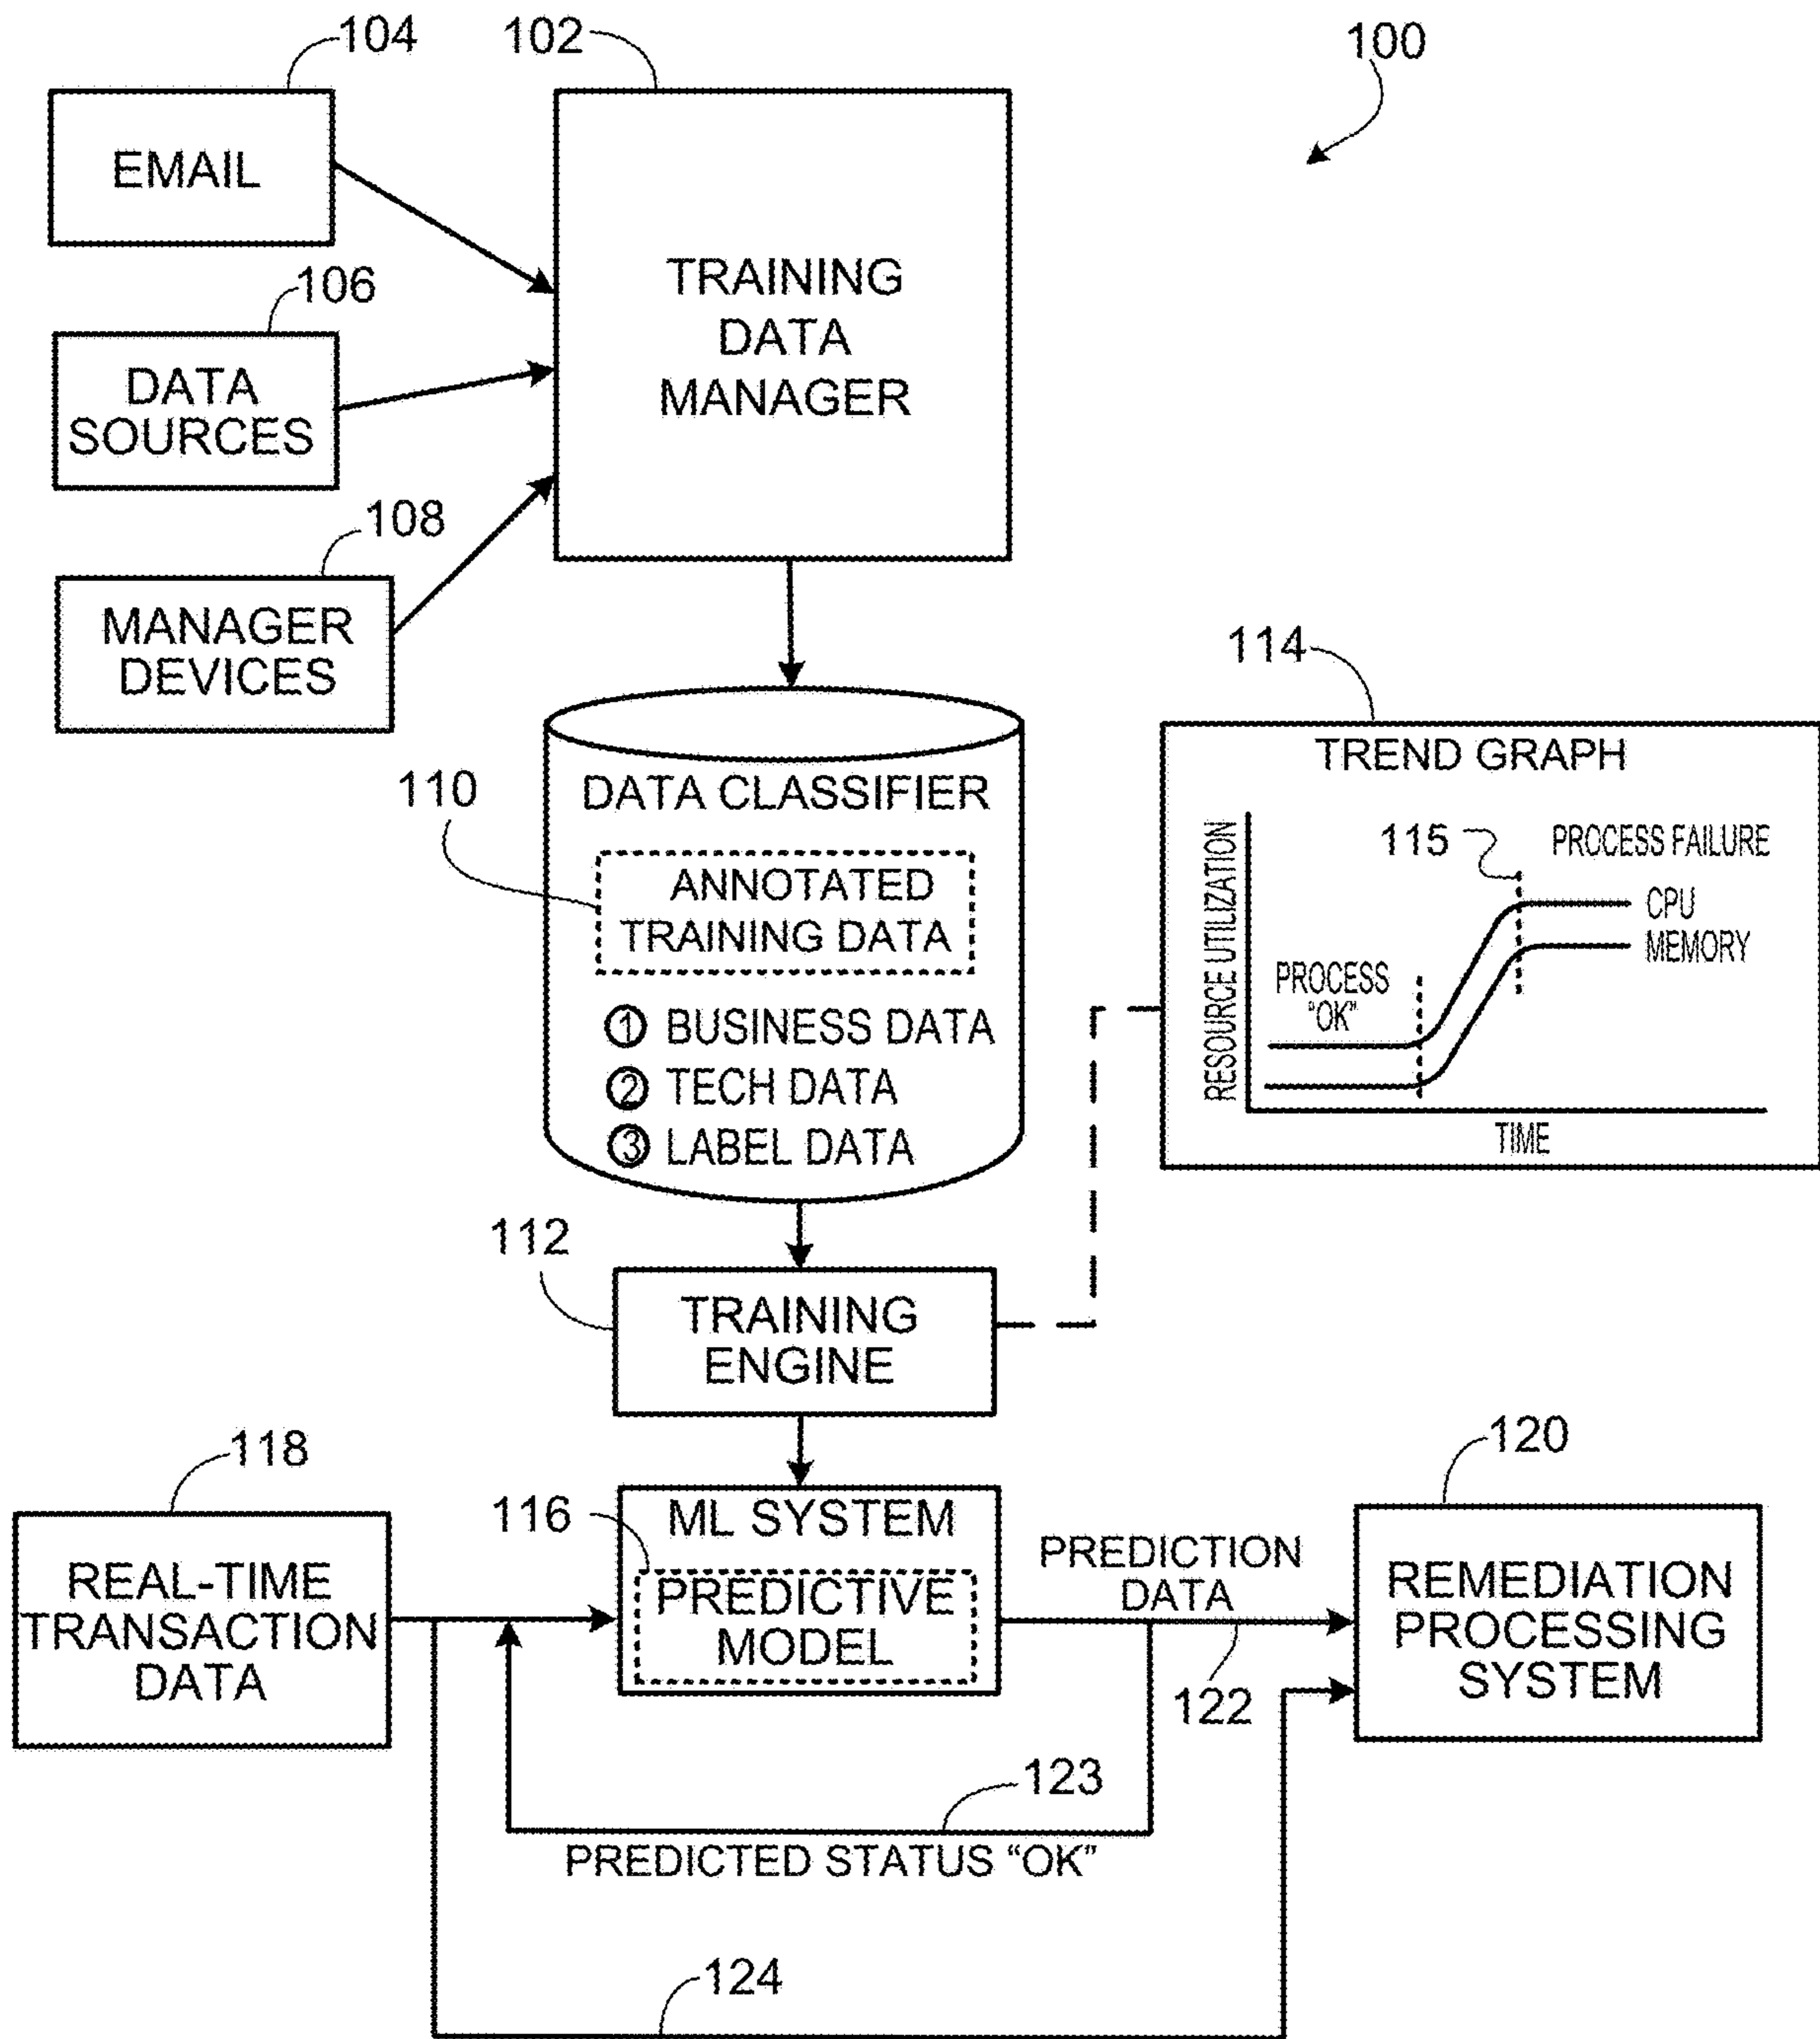 104
102
100
EMAIL
TRAINING
DATA
MANAGER
106
DATA
SOURCES
108
MANAGER
DEVICES
114
TREND GRAPH
RESOURCE UTILIZATION
115
PROCESS FAILURE
CPU
MEMORY
PROCESS
"OK"
TIME
110
DATA CLASSIFIER
ANNOTATED
TRAINING DATA
① BUSINESS DATA
② TECH DATA
③ LABEL DATA
112
TRAINING
ENGINE
118
REAL-TIME
TRANSACTION
DATA
116
ML SYSTEM
PREDICTIVE
MODEL
PREDICTION
DATA
122
120
REMEDIATION
PROCESSING
SYSTEM
123
PREDICTED STATUS "OK"
124